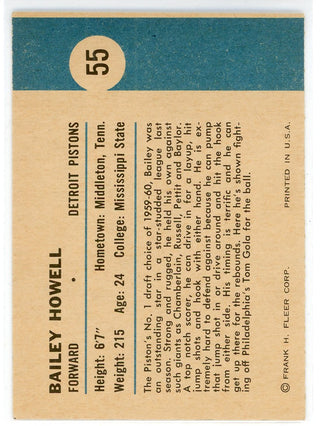 55
BAILEY HOWELL
FORWARD • DETROIT PISTONS
Height: 6'7" Hometown: Middleton, Tenn.
Weight: 215 Age: 24 College: Mississippi State
The Piston's No. 1 draft choice of 1959-60, Bailey was
an outstanding star in a star-studded league last
season. Strong and rugged, he held his own against
such giants as Chamberlain, Russell, Pettit and Baylor.
A top notch scorer, he can drive in for a layup, hit
jump shots and hook with either hand. He is ex-
tremely hard to defend against because he can pump
that jump shot in or drive around and hit the hook
from either side. His timing is terrific and he can
get up there for the rebounds. Here he's shown fight-
ing off Philadelphia's Tom Gola for the ball.
© FRANK H. FLEER CORP. PRINTED IN U.S.A.